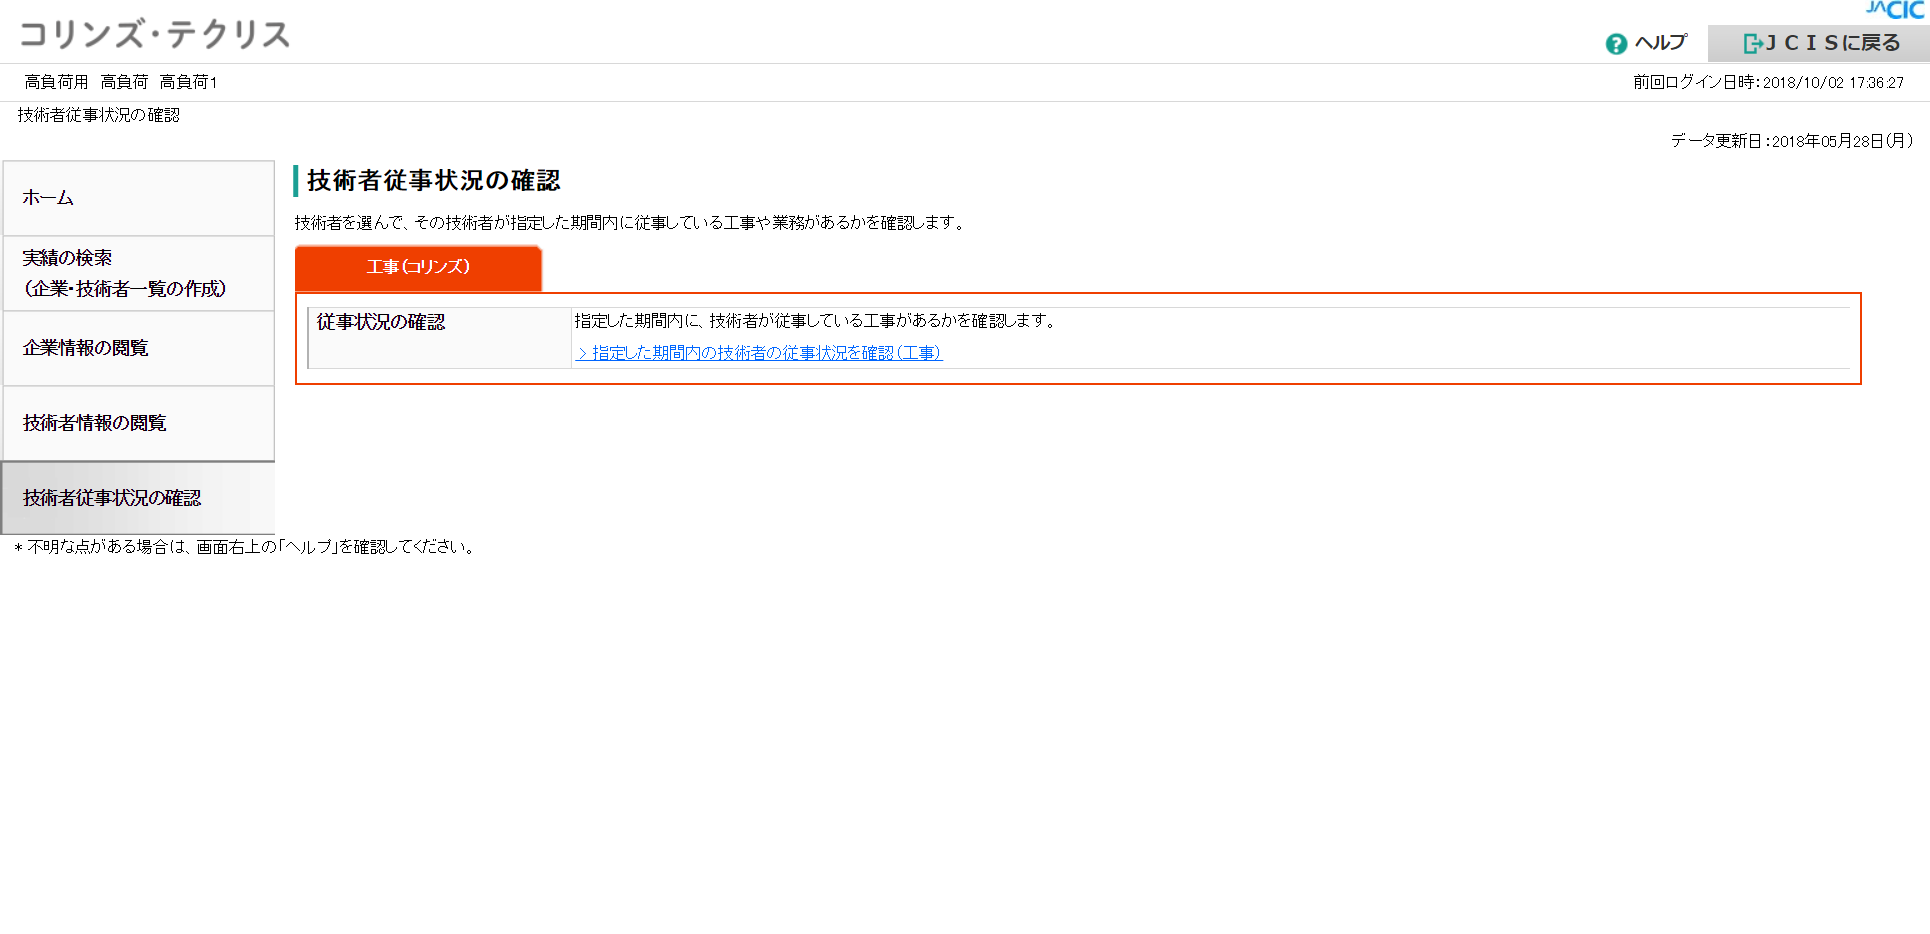 JACIC
コリンズ・テクリス
ヘルプ
ＪＣＩＳに戻る
高負荷用 高負荷 高負荷1
前回ログイン日時：2018/10/02 17:36:27
技術者従事状況の確認
データ更新日：2018年05月28日（月）
ホーム
実績の検索
（企業・技術者一覧の作成）
企業情報の閲覧
技術者情報の閲覧
技術者従事状況の確認
技術者従事状況の確認
技術者を選んで、その技術者が指定した期間内に従事している工事や業務があるかを確認します。
工事（コリンズ）
従事状況の確認
指定した期間内に、技術者が従事している工事があるかを確認します。
＞指定した期間内の技術者の従事状況を確認（工事）
＊不明な点がある場合は、画面右上の「ヘルプ」を確認してください。